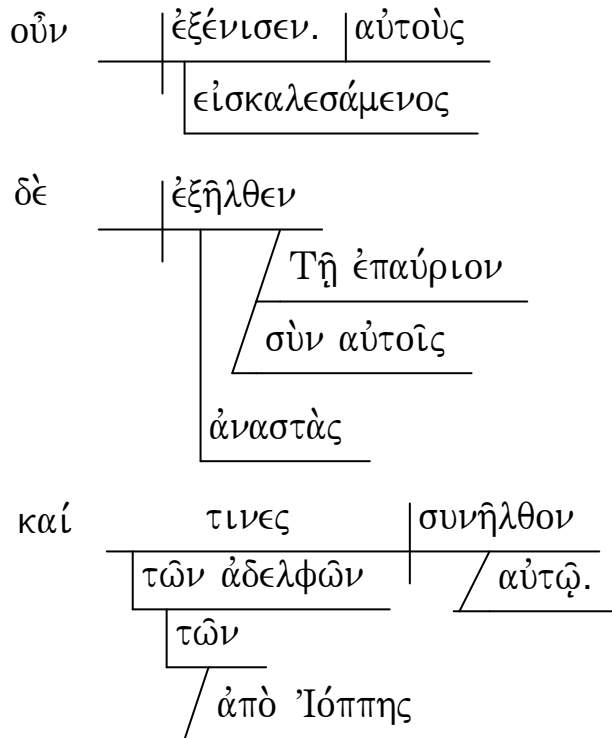 οὖν ἐξένισεν. αὐτοὺς
εἰσκαλεσάμενος
δὲ ἐξῆλθεν
Τῇ ἐπαύριον
σὺν αὐτοῖς
ἀναστὰς
καί τινες συνῆλθον
τῶν ἀδελφῶν αὐτῷ.
τῶν
ἀπὸ Ἰόππης